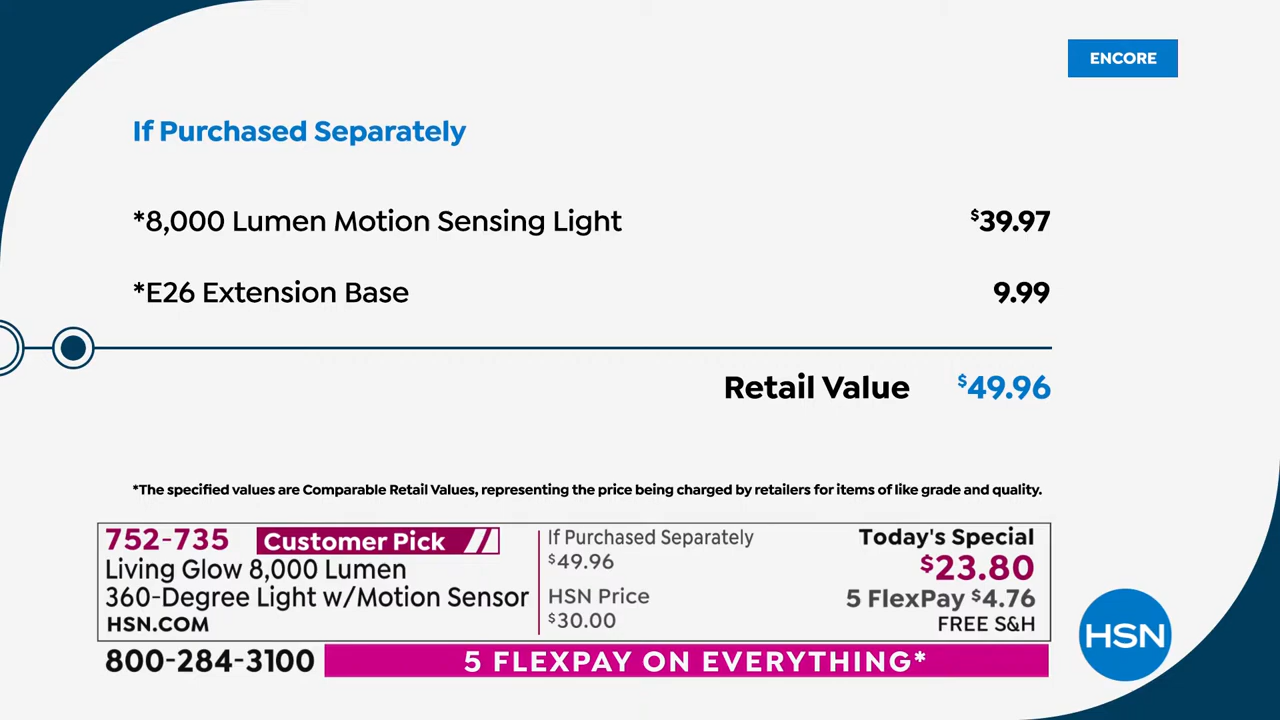 ENCORE
If Purchased Separately
*8,000 Lumen Motion Sensing Light $39.97
*E26 Extension Base 9.99
Retail Value $49.96
*The specified values are Comparable Retail Values, representing the price being charged by retailers for items of like grade and quality.
752-735 Customer Pick
Living Glow 8,000 Lumen
360-Degree Light w/Motion Sensor
HSN.COM
If Purchased Separately
$49.96
HSN Price
$30.00
Today's Special
$23.80
5 FlexPay $4.76
FREE S&H
HSN
800-284-3100 5 FLEXPAY ON EVERYTHING*